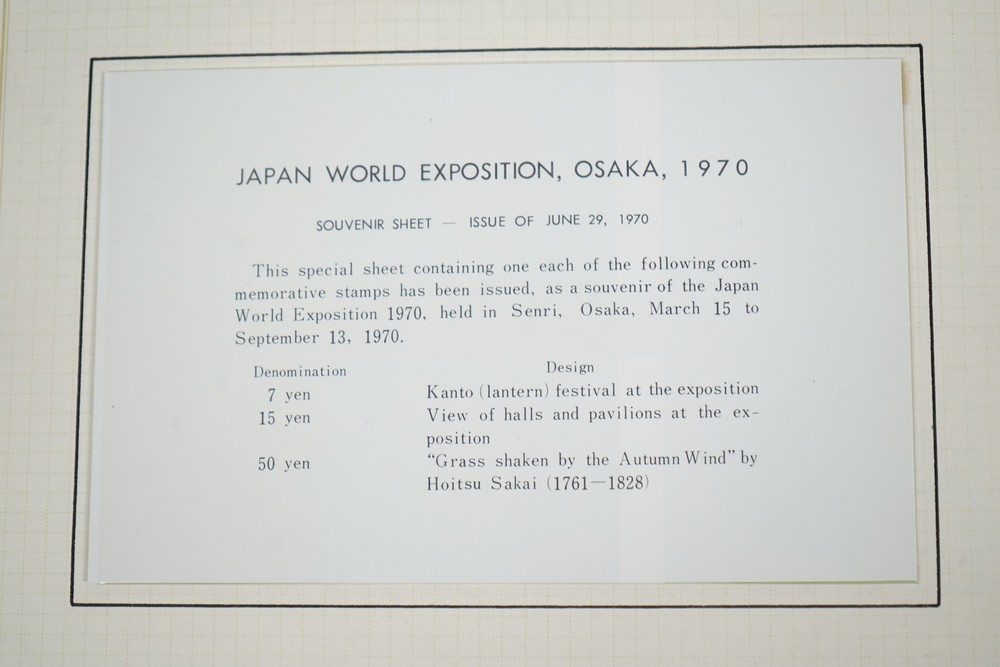 JAPAN WORLD EXPOSITION, OSAKA, 1970
SOUVENIR SHEET — ISSUE OF JUNE 29, 1970
This special sheet containing one each of the following com-
memorative stamps has been issued, as a souvenir of the Japan
World Exposition 1970, held in Senri, Osaka, March 15 to
September 13, 1970.
Denomination Design
7 yen Kanto (lantern) festival at the exposition
15 yen View of halls and pavilions at the ex-
position
50 yen “Grass shaken by the Autumn Wind” by
Hoitsu Sakai (1761—1828)